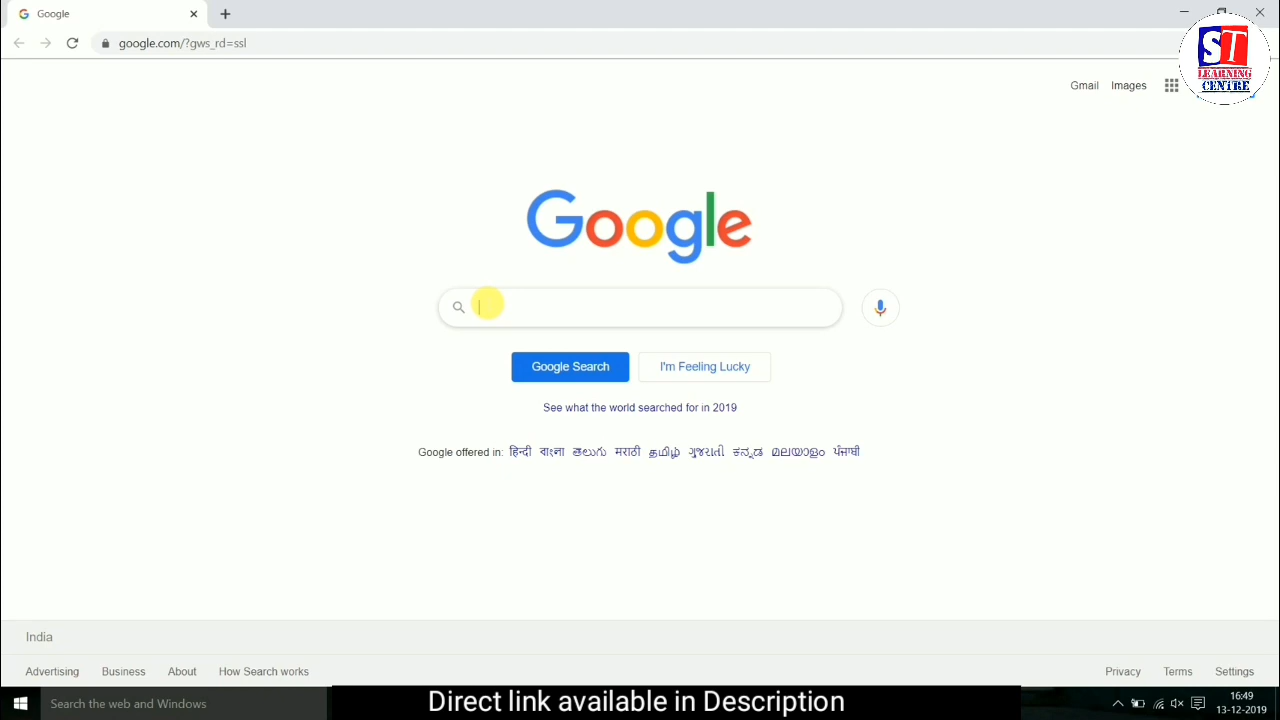 Google
google.com/?gws_rd=ssl
ST
LEARNING
CENTRE
Gmail Images
Google
Google Search I'm Feeling Lucky
See what the world searched for in 2019
Google offered in: हिन्दी বাংলা తెలుగు मराठी தமிழ் ગુજરાતી ಕನ್ನಡ മലയാളം ਪੰਜਾਬੀ
India
Advertising Business About How Search works Privacy Terms Settings
Search the web and Windows
Direct link available in Description
16:49
13-12-2019